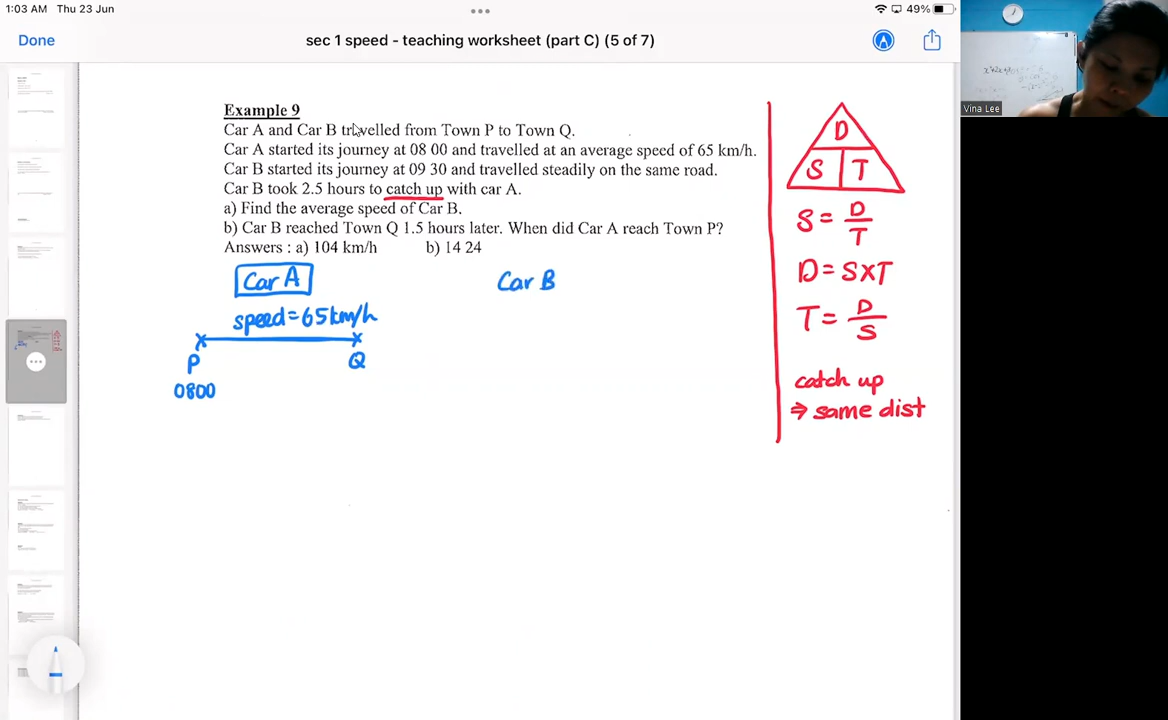 1:03 AM Thu 23 Jun
49%
Done
sec 1 speed - teaching worksheet (part C) (5 of 7)
Vina Lee
Example 9
Car A and Car B travelled from Town P to Town Q.
Car A started its journey at 08 00 and travelled at an average speed of 65 km/h.
Car B started its journey at 09 30 and travelled steadily on the same road.
Car B took 2.5 hours to catch up with car A.
a) Find the average speed of Car B.
b) Car B reached Town Q 1.5 hours later. When did Car A reach Town P?
Answers : a) 104 km/h b) 14 24
Car A
Car B
speed = 65km/h
P
Q
0800
D
S T
S = D/T
D = S x T
T = D/S
catch up
⇒ same dist